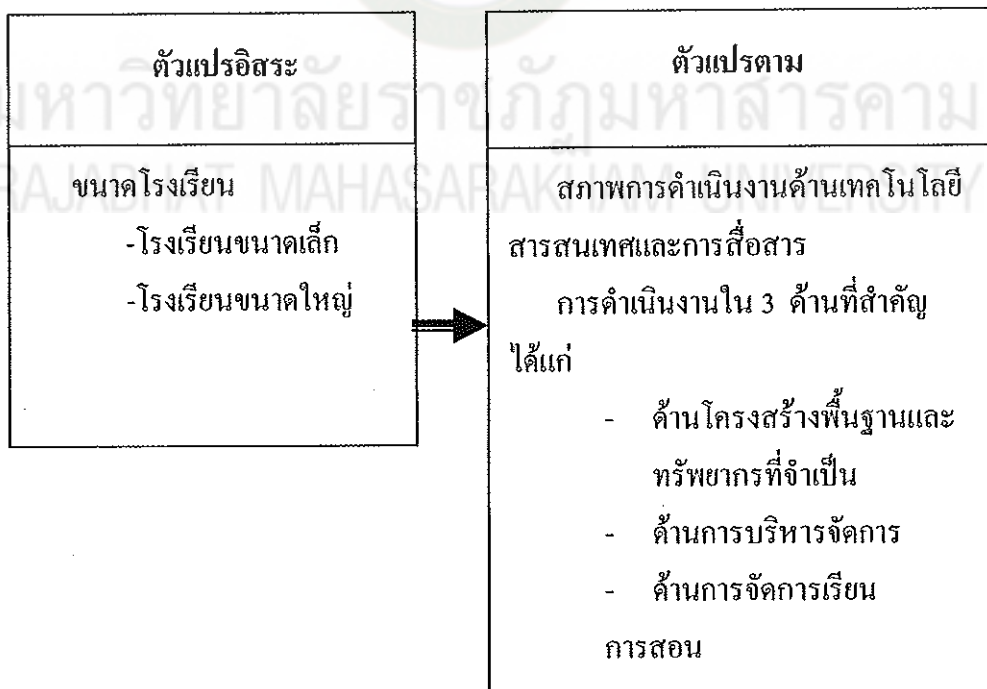 ตัวแปรอิสระ
ขนาดโรงเรียน
-โรงเรียนขนาดเล็ก
-โรงเรียนขนาดใหญ่
ตัวแปรตาม
สภาพการดำเนินงานด้านเทคโนโลยี
สารสนเทศและการสื่อสาร
การดำเนินงานใน 3 ด้านที่สำคัญ
ได้แก่
- ด้านโครงสร้างพื้นฐานและ
ทรัพยากรที่จำเป็น
- ด้านการบริหารจัดการ
- ด้านการจัดการเรียน
การสอน
มหาวิทยาลัยราชภัฏมหาสารคาม
RAJABHAT MAHASARAKHAM UNIVERSITY